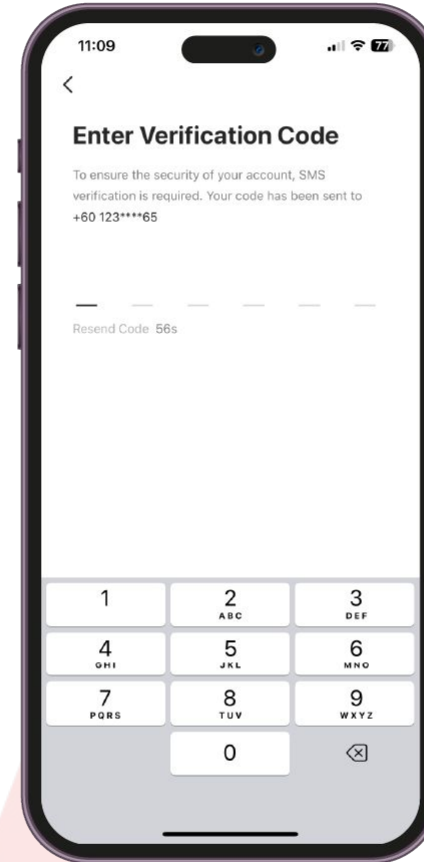 11:09
77
Enter Verification Code
To ensure the security of your account, SMS
verification is required. Your code has been sent to
+60 123****65
Resend Code 56s
1
2
ABC
3
DEF
4
GHI
5
JKL
6
MNO
7
PQRS
8
TUV
9
WXYZ
0